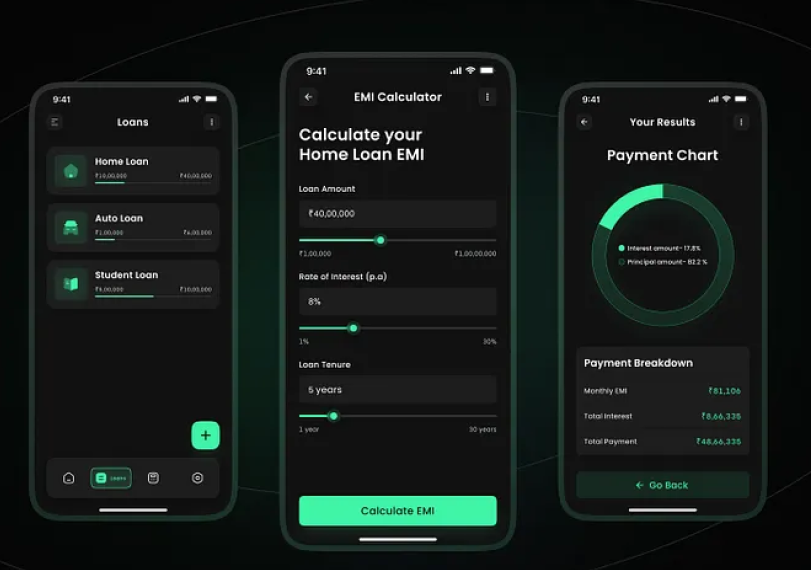 9:41
Loans
Home Loan
₹10,00,000 ₹40,00,000
Auto Loan
₹1,00,000
Student Loan
₹5,00,000 ₹10,00,000
Loans
9:41
EMI Calculator
Calculate your
Home Loan EMI
Loan Amount
₹40,00,000
₹1,00,000 ₹1,00,00,000
Rate of Interest (p.a)
8%
1% 30%
Loan Tenure
5 years
1 year 30 years
Calculate EMI
9:41
Your Results
Payment Chart
Interest amount- 17.8%
Principal amount- 82.2 %
Payment Breakdown
Monthly EMI ₹81,106
Total Interest ₹8,66,335
Total Payment ₹48,66,335
Go Back